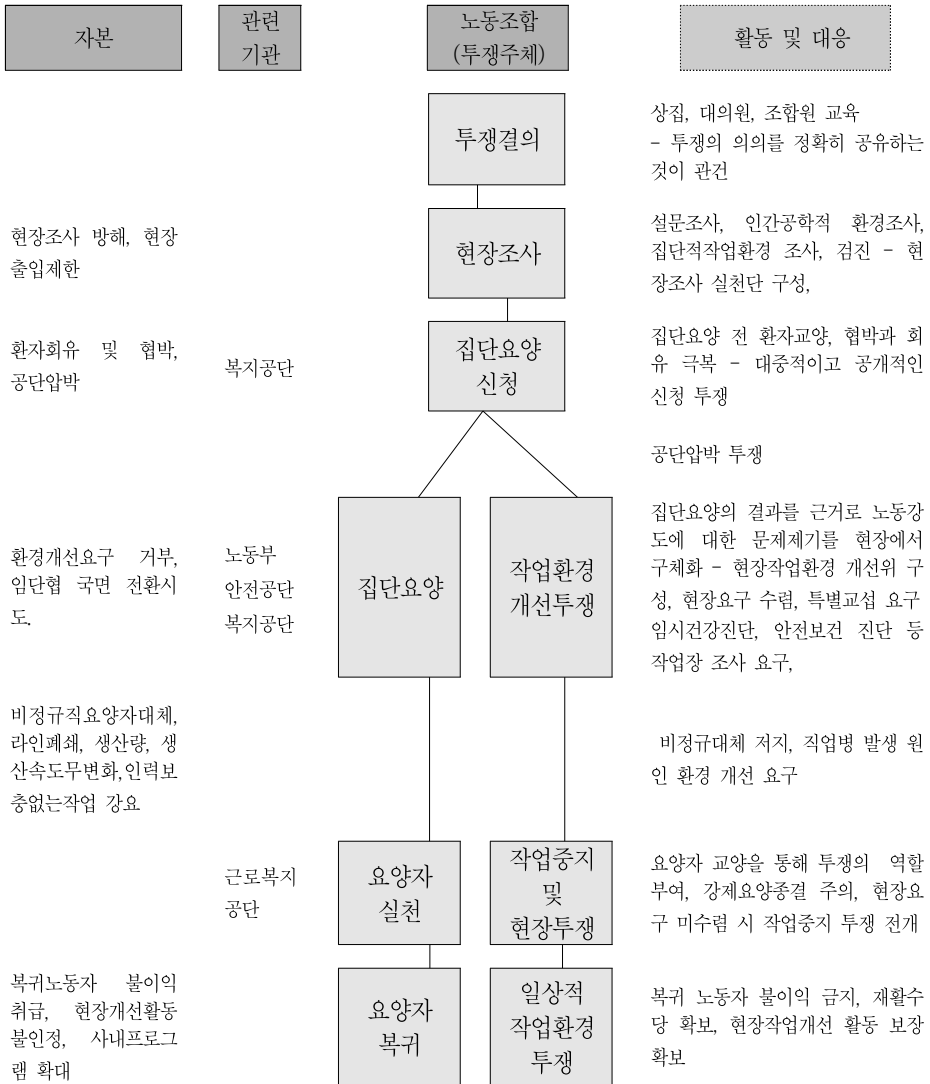 자본
관련
기관
노동조합
(투쟁주체)
활동 및 대응
투쟁결의
상집, 대의원, 조합원 교육
- 투쟁의 의의를 정확히 공유하는
것이 관건
현장조사 방해, 현장
출입제한
현장조사
설문조사, 인간공학적 환경조사,
집단적작업환경 조사, 검진 - 현
장조사 실천단 구성,
환자회유 및 협박,
공단압박
복지공단
집단요양
신청
집단요양 전 환자교양, 협박과 회
유 극복 - 대중적이고 공개적인
신청 투쟁
공단압박 투쟁
환경개선요구 거부,
임단협 국면 전환시
도.
노동부
안전공단
복지공단
집단요양
작업환경
개선투쟁
집단요양의 결과를 근거로 노동강
도에 대한 문제제기를 현장에서
구체화 - 현장작업환경 개선위 구
성, 현장요구 수렴, 특별교섭 요구
임시건강진단, 안전보건 진단 등
작업장 조사 요구,
비정규직요양자대체,
라인폐쇄, 생산량, 생
산속도무변화,인력보
충없는작업 강요
비정규대체 저지, 직업병 발생 원
인 환경 개선 요구
근로복지
공단
요양자
실천
작업중지
및
현장투쟁
요양자 교양을 통해 투쟁의 역할
부여, 강제요양종결 주의, 현장요
구 미수렴 시 작업중지 투쟁 전개
복귀노동자 불이익
취급, 현장개선활동
불인정, 사내프로그
램 확대
요양자
복귀
일상적
작업환경
투쟁
복귀 노동자 불이익 금지, 재활수
당 확보, 현장작업개선 활동 보장
확보